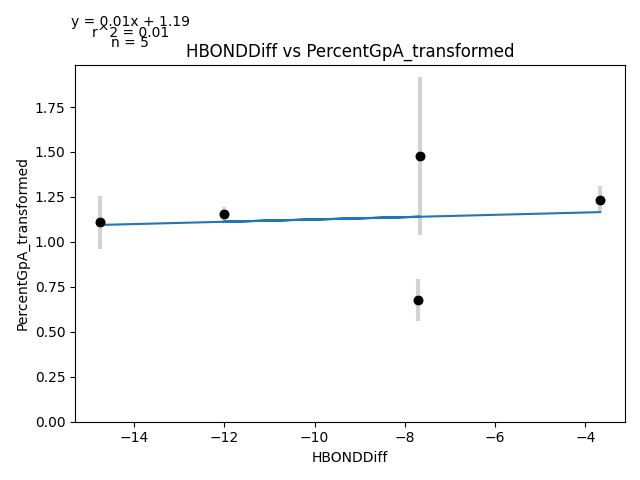 y = 0.01x + 1.19
r^2 = 0.01
n = 5
HBONDDiff vs PercentGpA_transformed
PercentGpA_transformed
1.75
1.50
1.25
1.00
0.75
0.50
0.25
0.00
−14 −12 −10 −8 −6 −4
HBONDDiff